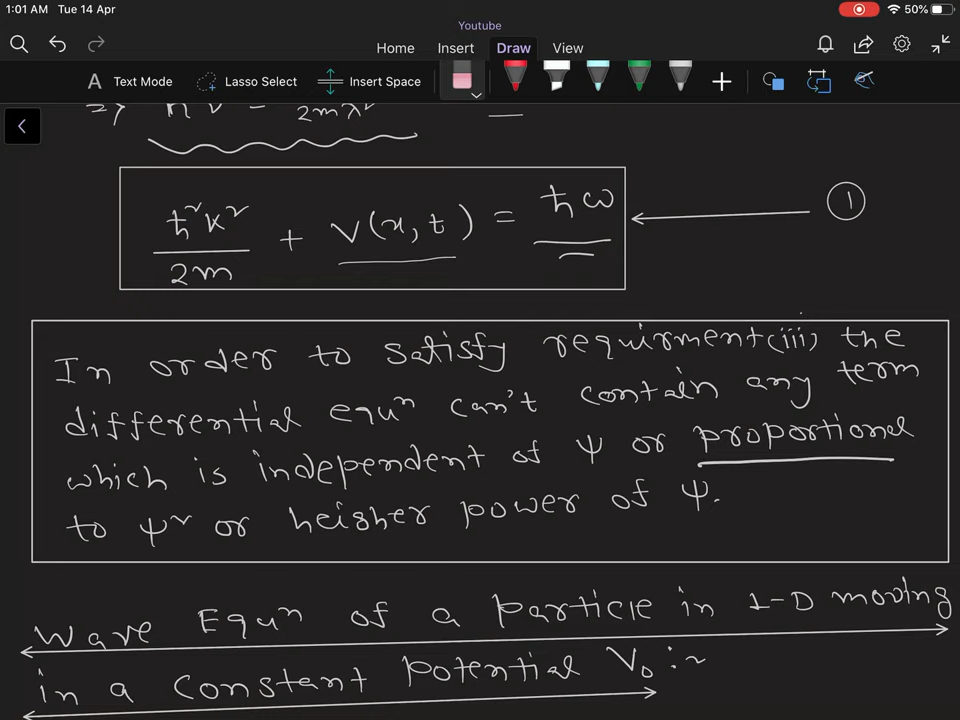 1:01 AM Tue 14 Apr
50%
Youtube
Home Insert Draw View
A Text Mode Lasso Select Insert Space
2m
ħ²k²/2m + V(x,t) = ħω ①
In order to satisfy requirment(iii) the
differential equⁿ can't contain any term
which is independent of ψ or proportional
to ψ² or heigher power of ψ.
Wave Equⁿ of a particle in 1-D moving
in a constant potential V₀ :-